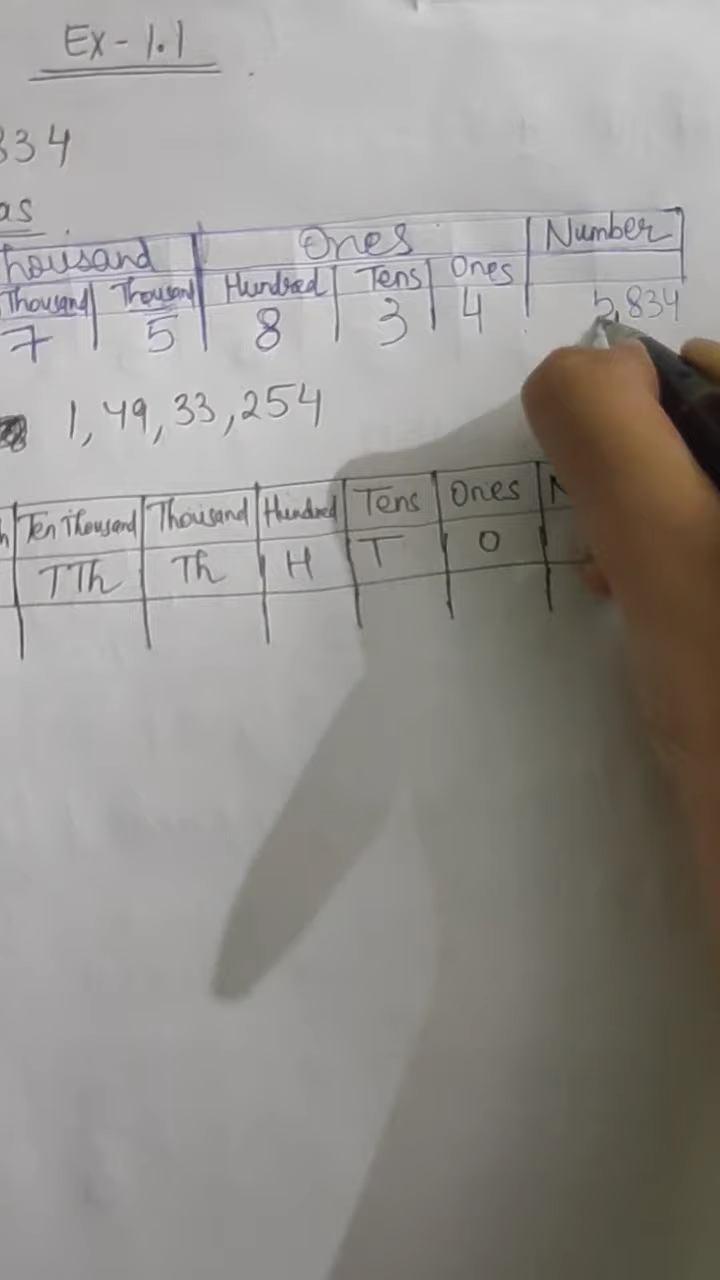 Ex - 1.1
334
as
housand Ones Number
Thousand Thousand Hundred Tens Ones
7 5 8 3 4 5,834
1, 49, 33, 254
h Ten Thousand Thousand Hundred Tens Ones N
TTh Th H T O